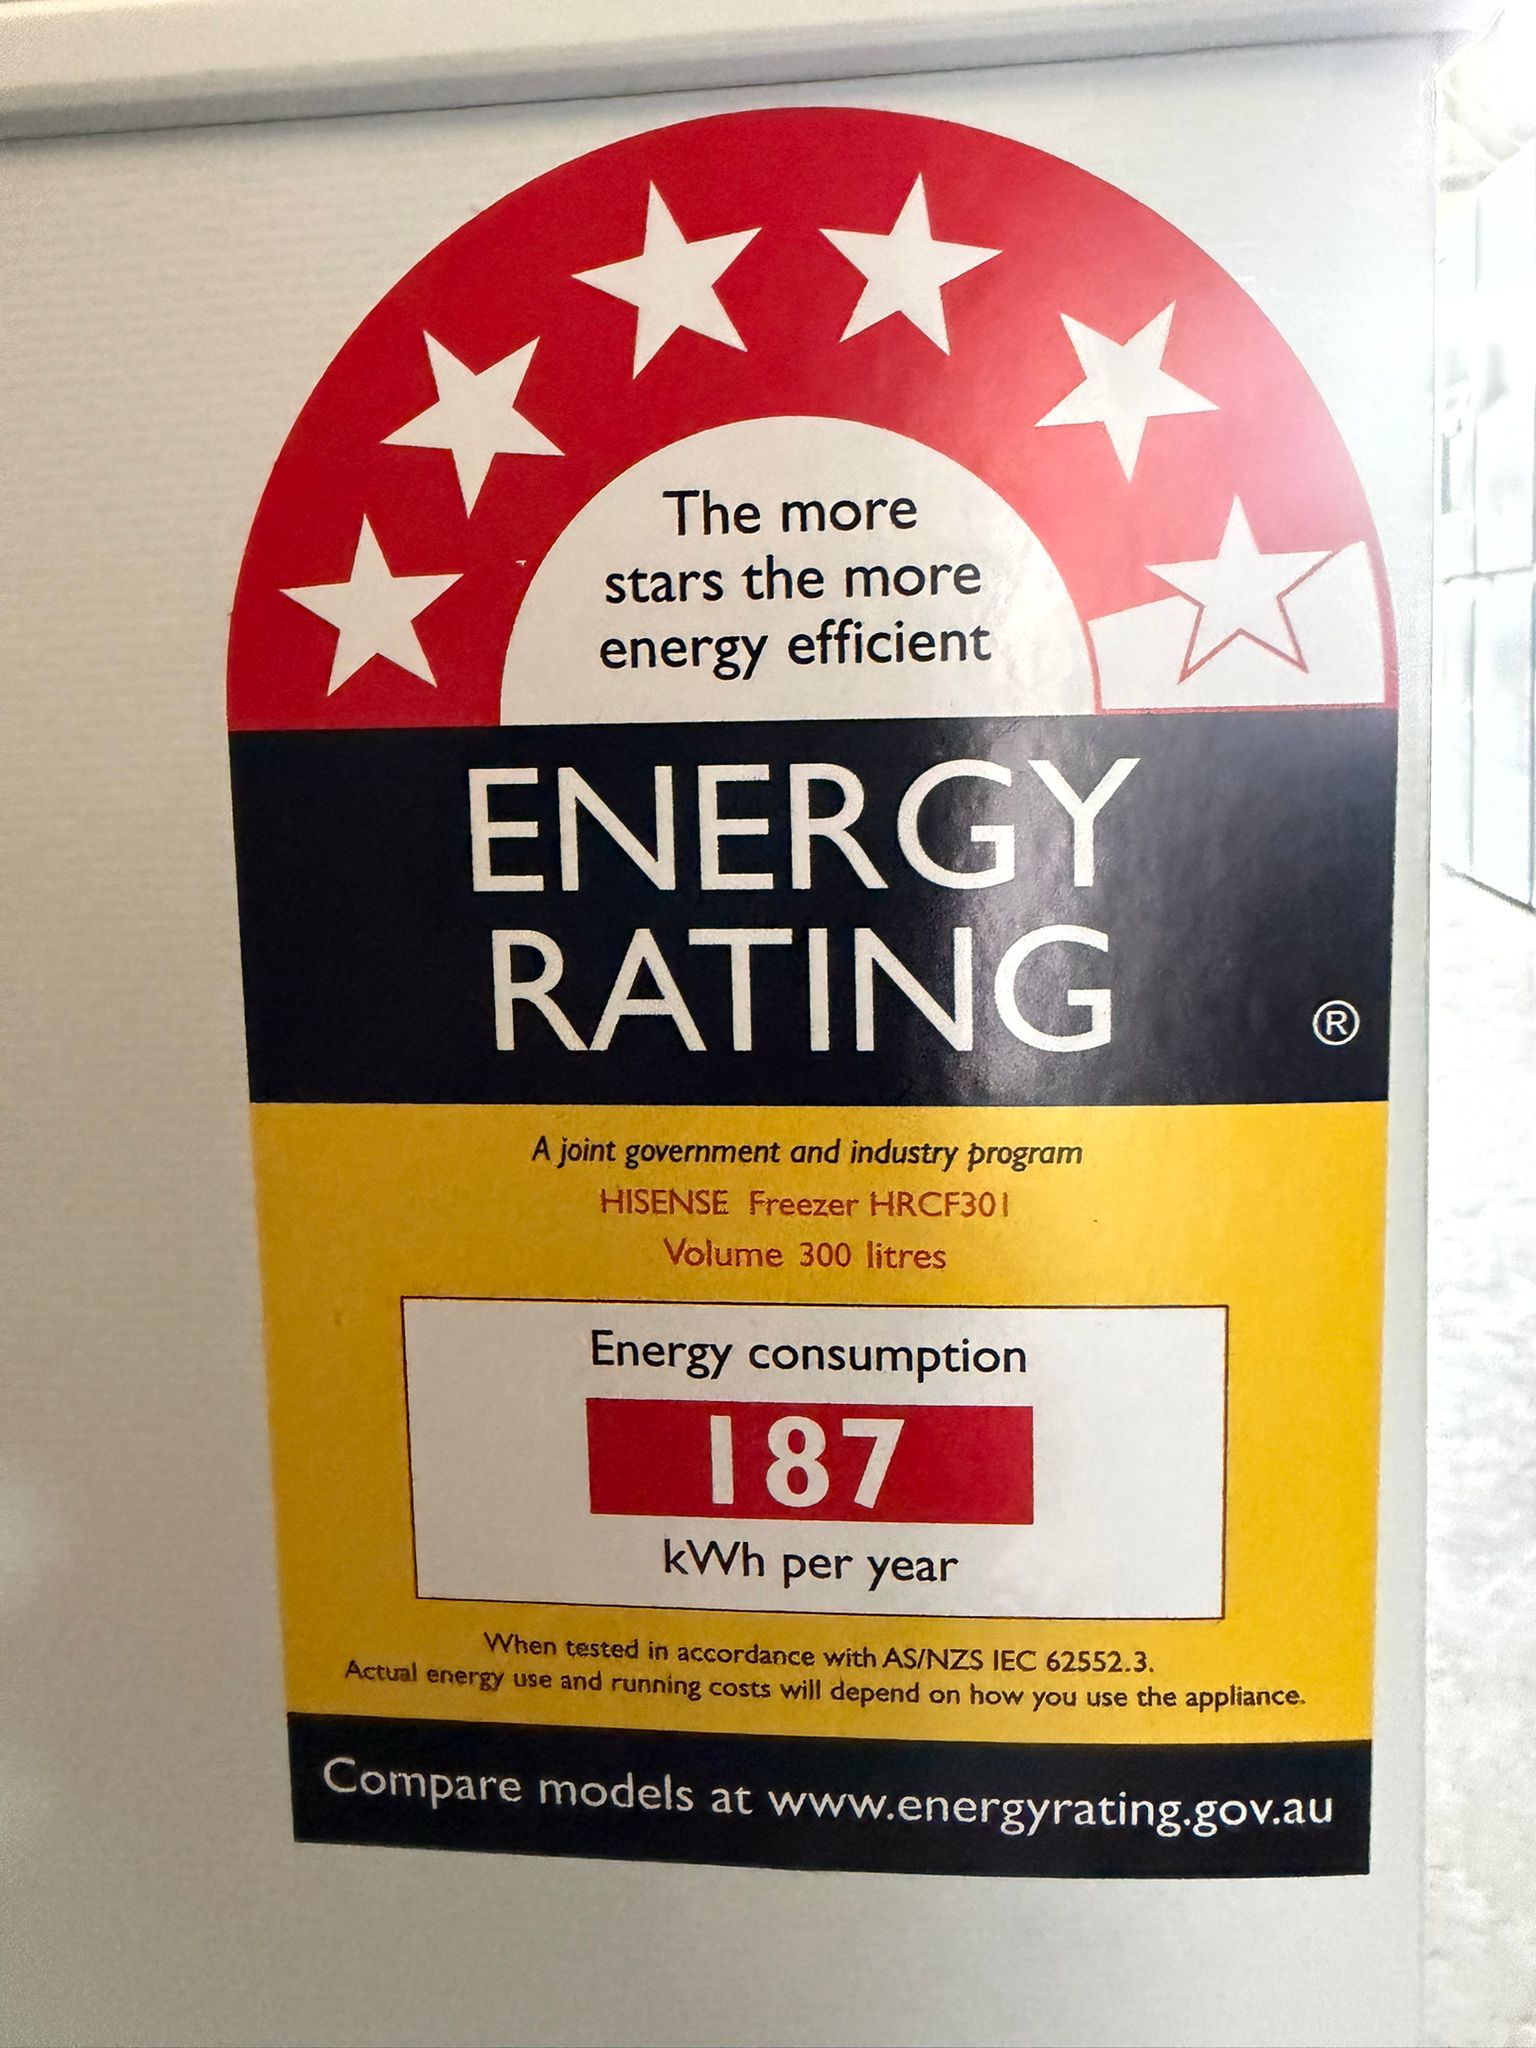 The more
stars the more
energy efficient
ENERGY
RATING
®
A joint government and industry program
HISENSE Freezer HRCF301
Volume 300 litres
Energy consumption
187
kWh per year
When tested in accordance with AS/NZS IEC 62552.3.
Actual energy use and running costs will depend on how you use the appliance.
Compare models at www.energyrating.gov.au